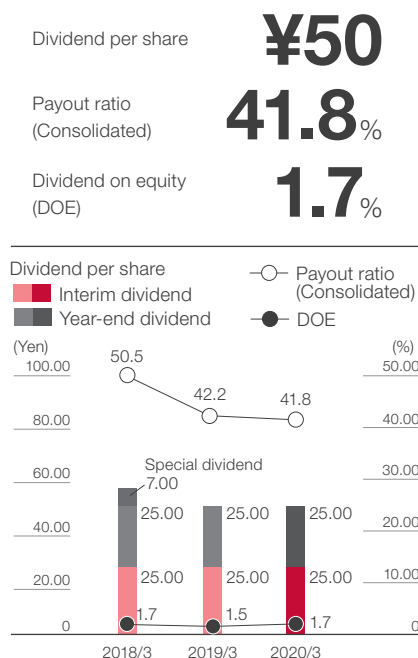 Dividend per share ¥50
Payout ratio
(Consolidated) 41.8%
Dividend on equity
(DOE) 1.7%
Dividend per share
Interim dividend
Year-end dividend
Payout ratio
(Consolidated)
DOE
(Yen) (%)
100.00 50.5 50.00
42.2 41.8
80.00 40.00
60.00 Special dividend 30.00
7.00
25.00 25.00 25.00
40.00 20.00
25.00 25.00 25.00
20.00 10.00
1.7 1.5 1.7
0 0
2018/3 2019/3 2020/3